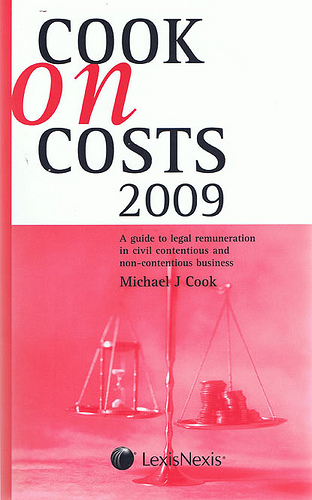 COOK
on
COSTS
2009
A guide to legal remuneration
in civil contentious and
non-contentious business
Michael J Cook
LexisNexis®